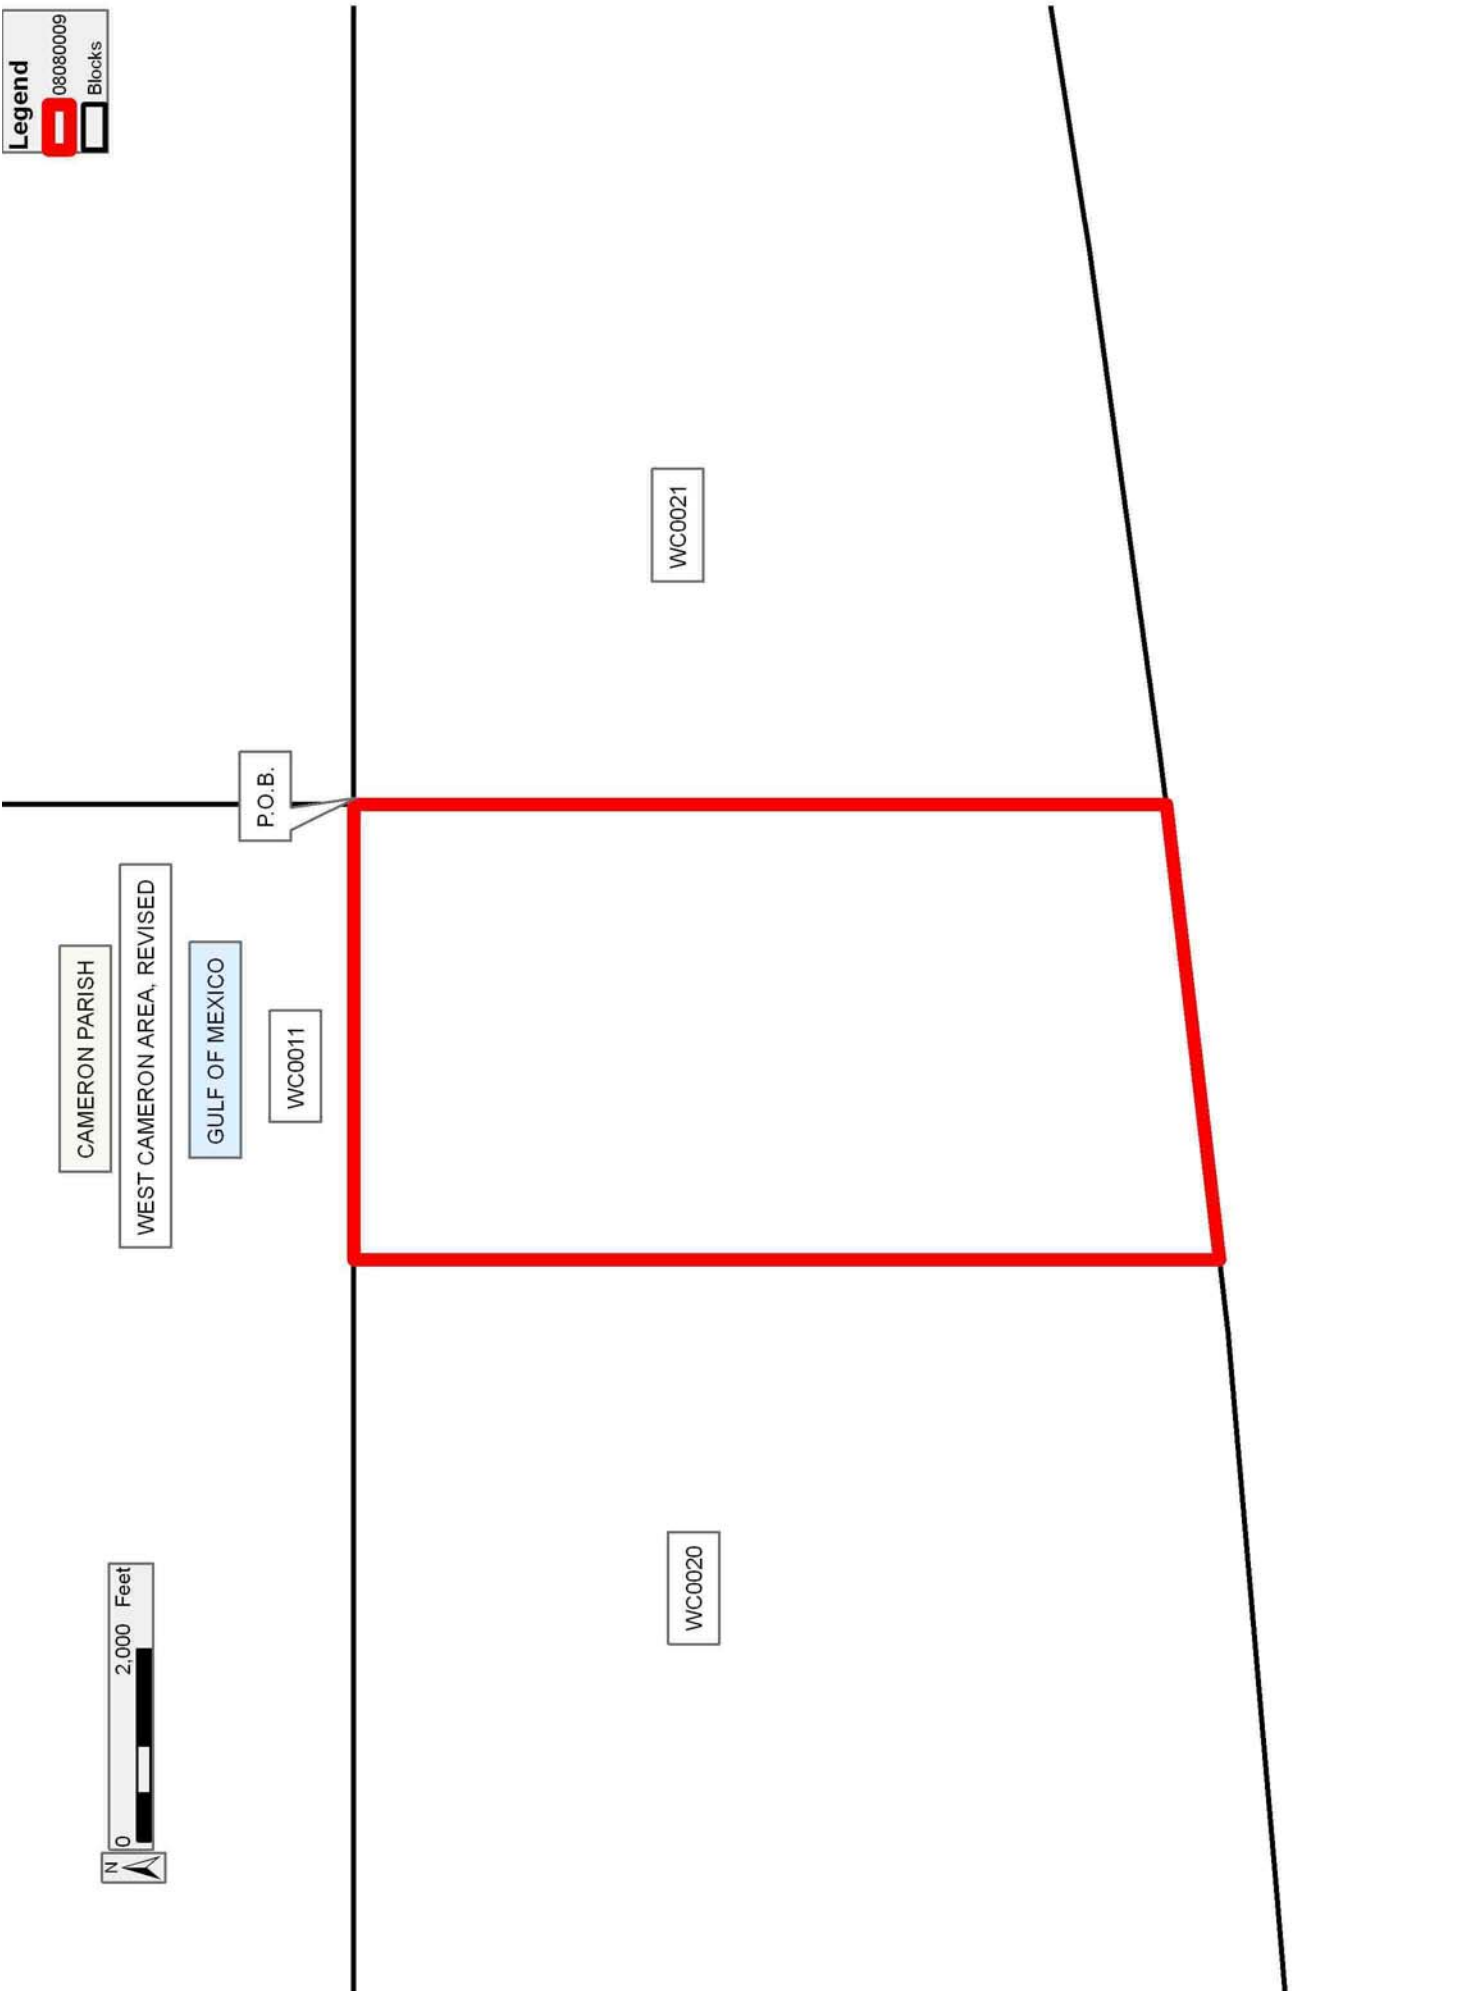 Legend
08080009
Blocks
CAMERON PARISH
WEST CAMERON AREA, REVISED
GULF OF MEXICO
WC0011
P.O.B.
N
0 2,000 Feet
WC0020
WC0021